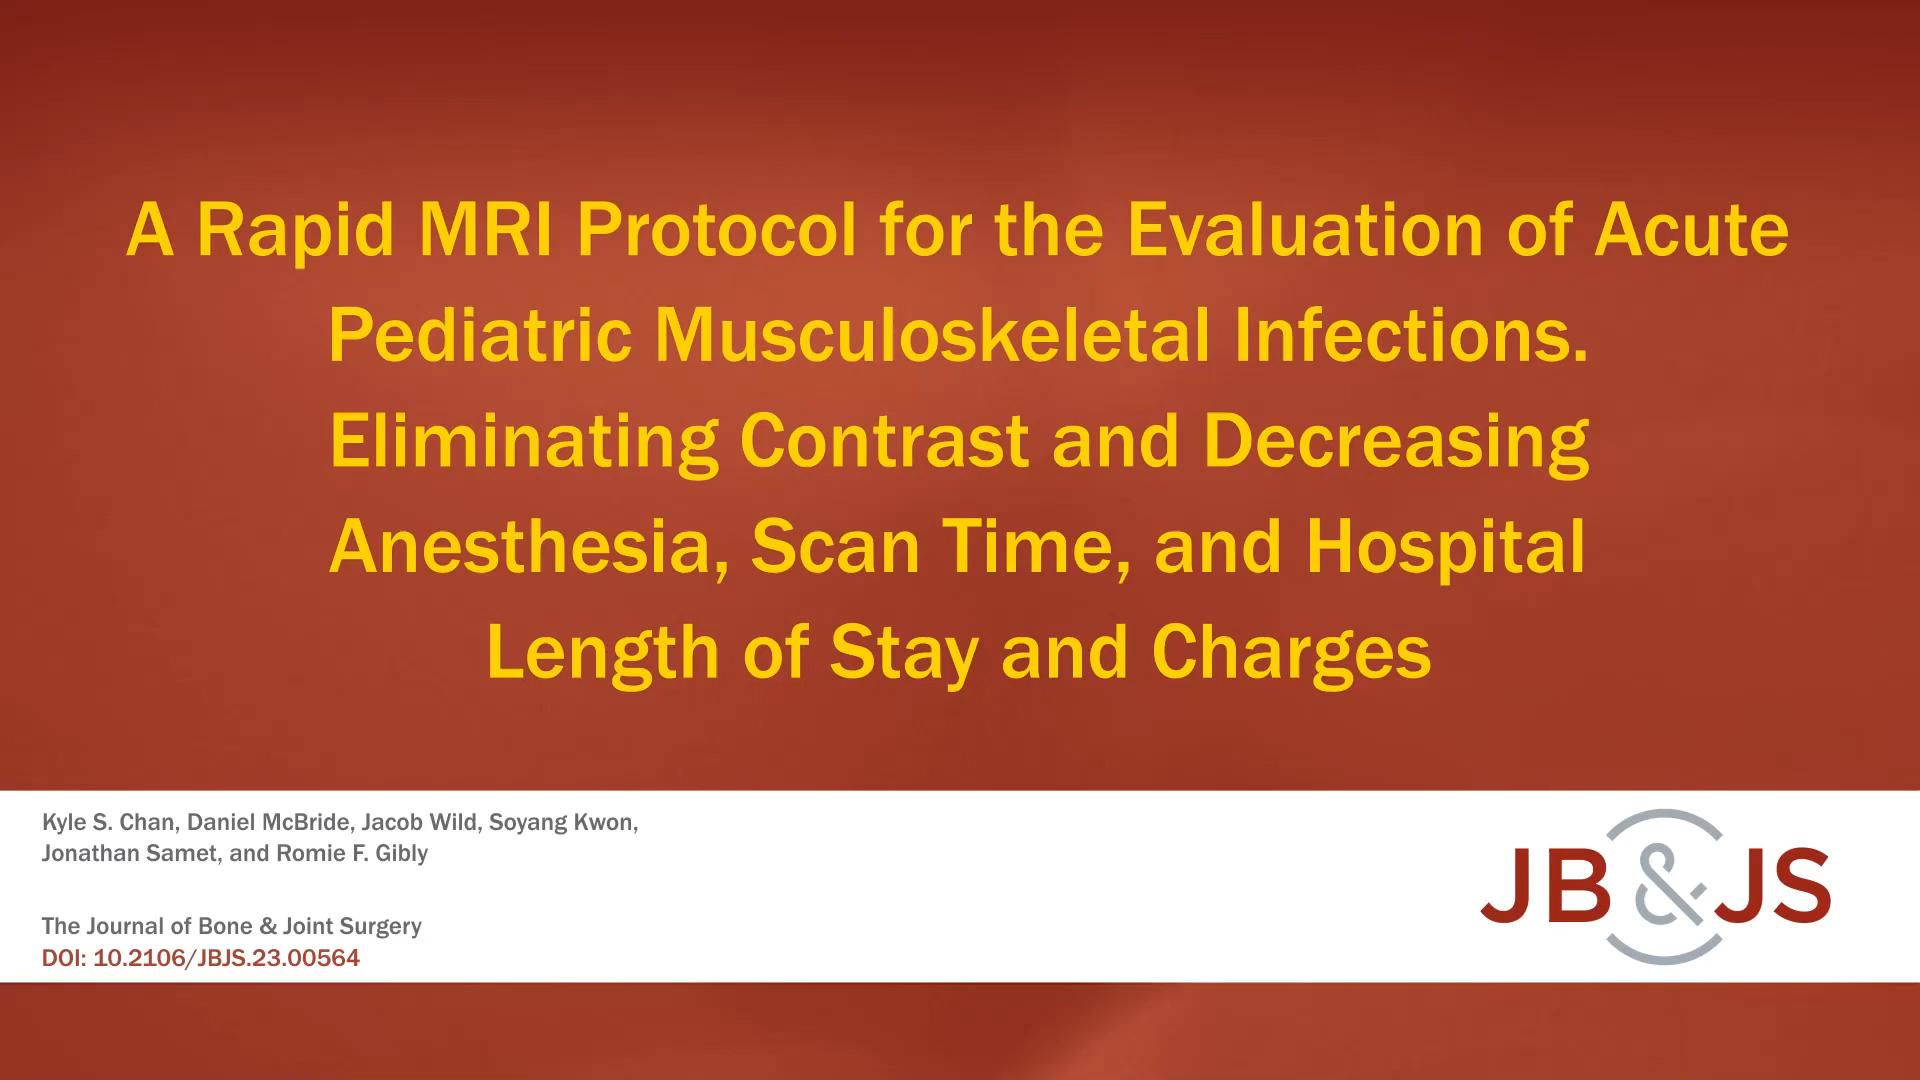 A Rapid MRI Protocol for the Evaluation of Acute
Pediatric Musculoskeletal Infections.
Eliminating Contrast and Decreasing
Anesthesia, Scan Time, and Hospital
Length of Stay and Charges
Kyle S. Chan, Daniel McBride, Jacob Wild, Soyang Kwon,
Jonathan Samet, and Romie F. Gibly
The Journal of Bone & Joint Surgery
DOI: 10.2106/JBJS.23.00564
JB&JS